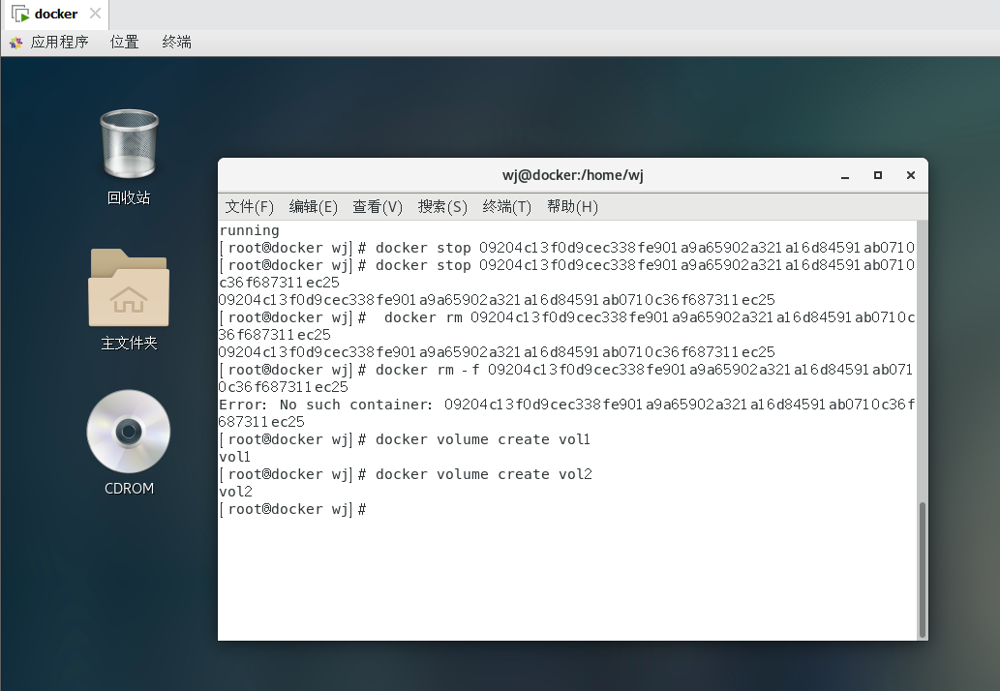 docker
应用程序 位置 终端
回收站
主文件夹
CDROM
wj@docker:/home/wj
文件(F) 编辑(E) 查看(V) 搜索(S) 终端(T) 帮助(H)
running
[root@docker wj]# docker stop 09204c13f0d9cec338fe901a9a65902a321a16d84591ab0710
[root@docker wj]# docker stop 09204c13f0d9cec338fe901a9a65902a321a16d84591ab0710
c36f687311ec25
09204c13f0d9cec338fe901a9a65902a321a16d84591ab0710c36f687311ec25
[root@docker wj]#  docker rm 09204c13f0d9cec338fe901a9a65902a321a16d84591ab0710c
36f687311ec25
09204c13f0d9cec338fe901a9a65902a321a16d84591ab0710c36f687311ec25
[root@docker wj]# docker rm -f 09204c13f0d9cec338fe901a9a65902a321a16d84591ab071
0c36f687311ec25
Error: No such container: 09204c13f0d9cec338fe901a9a65902a321a16d84591ab0710c36f
687311ec25
[root@docker wj]# docker volume create vol1
vol1
[root@docker wj]# docker volume create vol2
vol2
[root@docker wj]#